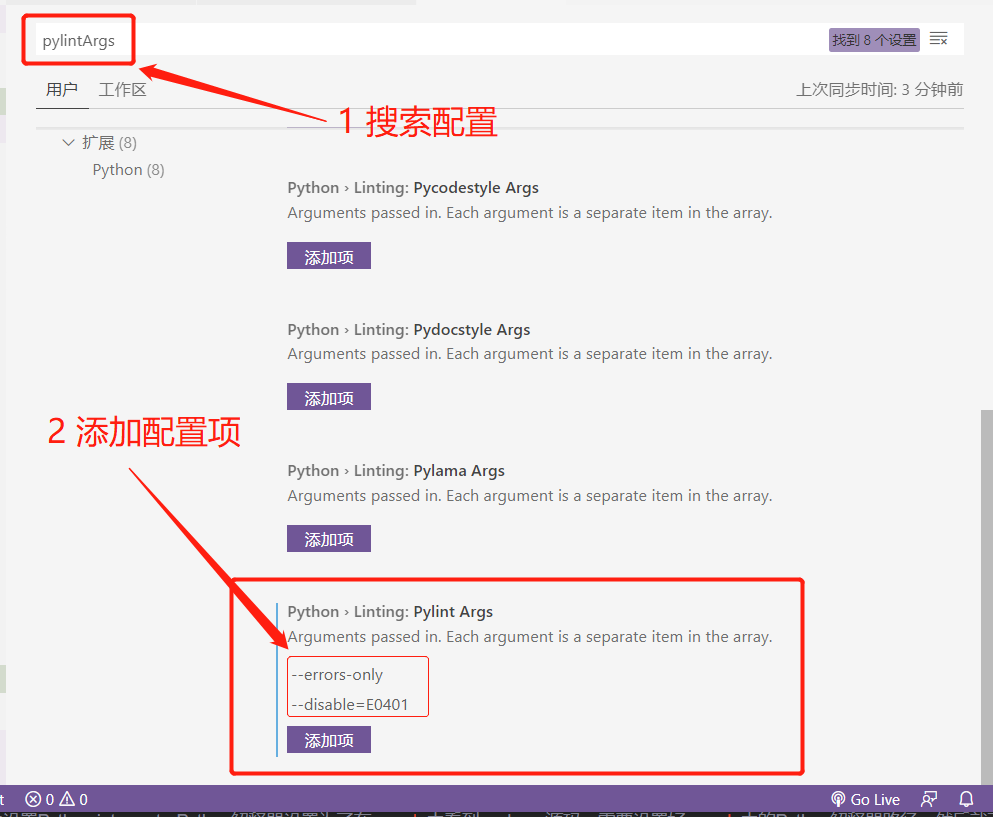 pylintArgs
找到 8 个设置
用户 工作区
上次同步时间: 3 分钟前
1 搜索配置
扩展 (8)
Python (8)
Python › Linting: Pycodestyle Args
Arguments passed in. Each argument is a separate item in the array.
添加项
Python › Linting: Pydocstyle Args
Arguments passed in. Each argument is a separate item in the array.
添加项
2 添加配置项
Python › Linting: Pylama Args
Arguments passed in. Each argument is a separate item in the array.
添加项
Python › Linting: Pylint Args
Arguments passed in. Each argument is a separate item in the array.
--errors-only
--disable=E0401
添加项
t 0 0 Go Live